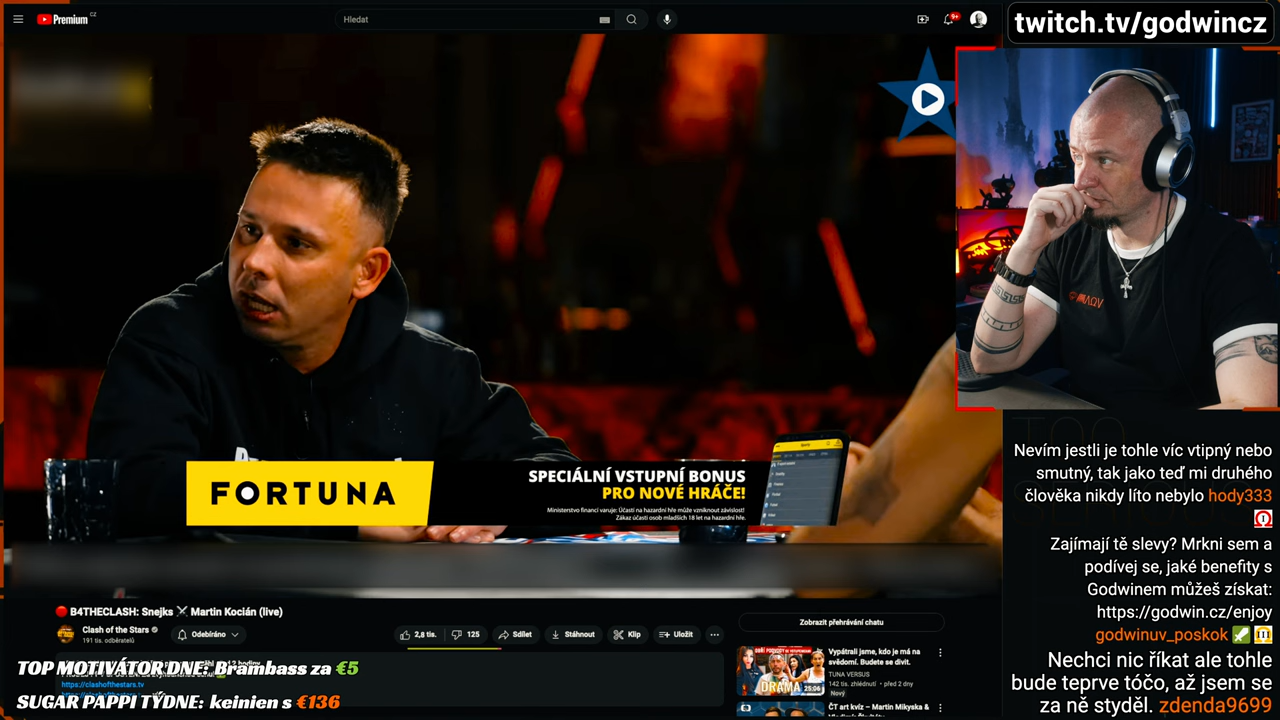 Premium CZ
Hledat
9+
twitch.tv/godwincz
FORTUNA
SPECIÁLNÍ VSTUPNÍ BONUS
PRO NOVÉ HRÁČE!
Ministerstvo financí varuje: Účastí na hazardní hře může vzniknout závislost!
Zákaz účasti osob mladších 18 let na hazardní hře.
B4THECLASH: Snejks ⚔ Martin Kocián (live)
Clash of the Stars
191 tis. odběratelů
Odebíráno
2,8 tis.
125
Sdílet
Stáhnout
Klip
Uložit
Zobrazit přehrávání chatu
Vypátrali jsme, kdo je má na
svědomí. Budete se divit.
TUNA VERSUS
142 tis. zhlédnutí • před 2 dny
Nový
DRAMA
25:06
ČT art kvíz – Martin Mikyska &
TOP MOTIVÁTOR DNE: Brambass za €5
https://clashofthestars.tv
SUGAR DADDY TÝDNE: keinien s €136
Nevím jestli je tohle víc vtipný nebo
smutný, tak jako teď mi druhého
člověka nikdy líto nebylo hody333
Zajímají tě slevy? Mrkni sem a
podívej se, jaké benefity s
Godwinem můžeš získat:
https://godwin.cz/enjoy
godwinuv_poskok
Nechci nic říkat ale tohle
bude teprve tóčo, až jsem se
za ně styděl. zdenda9699